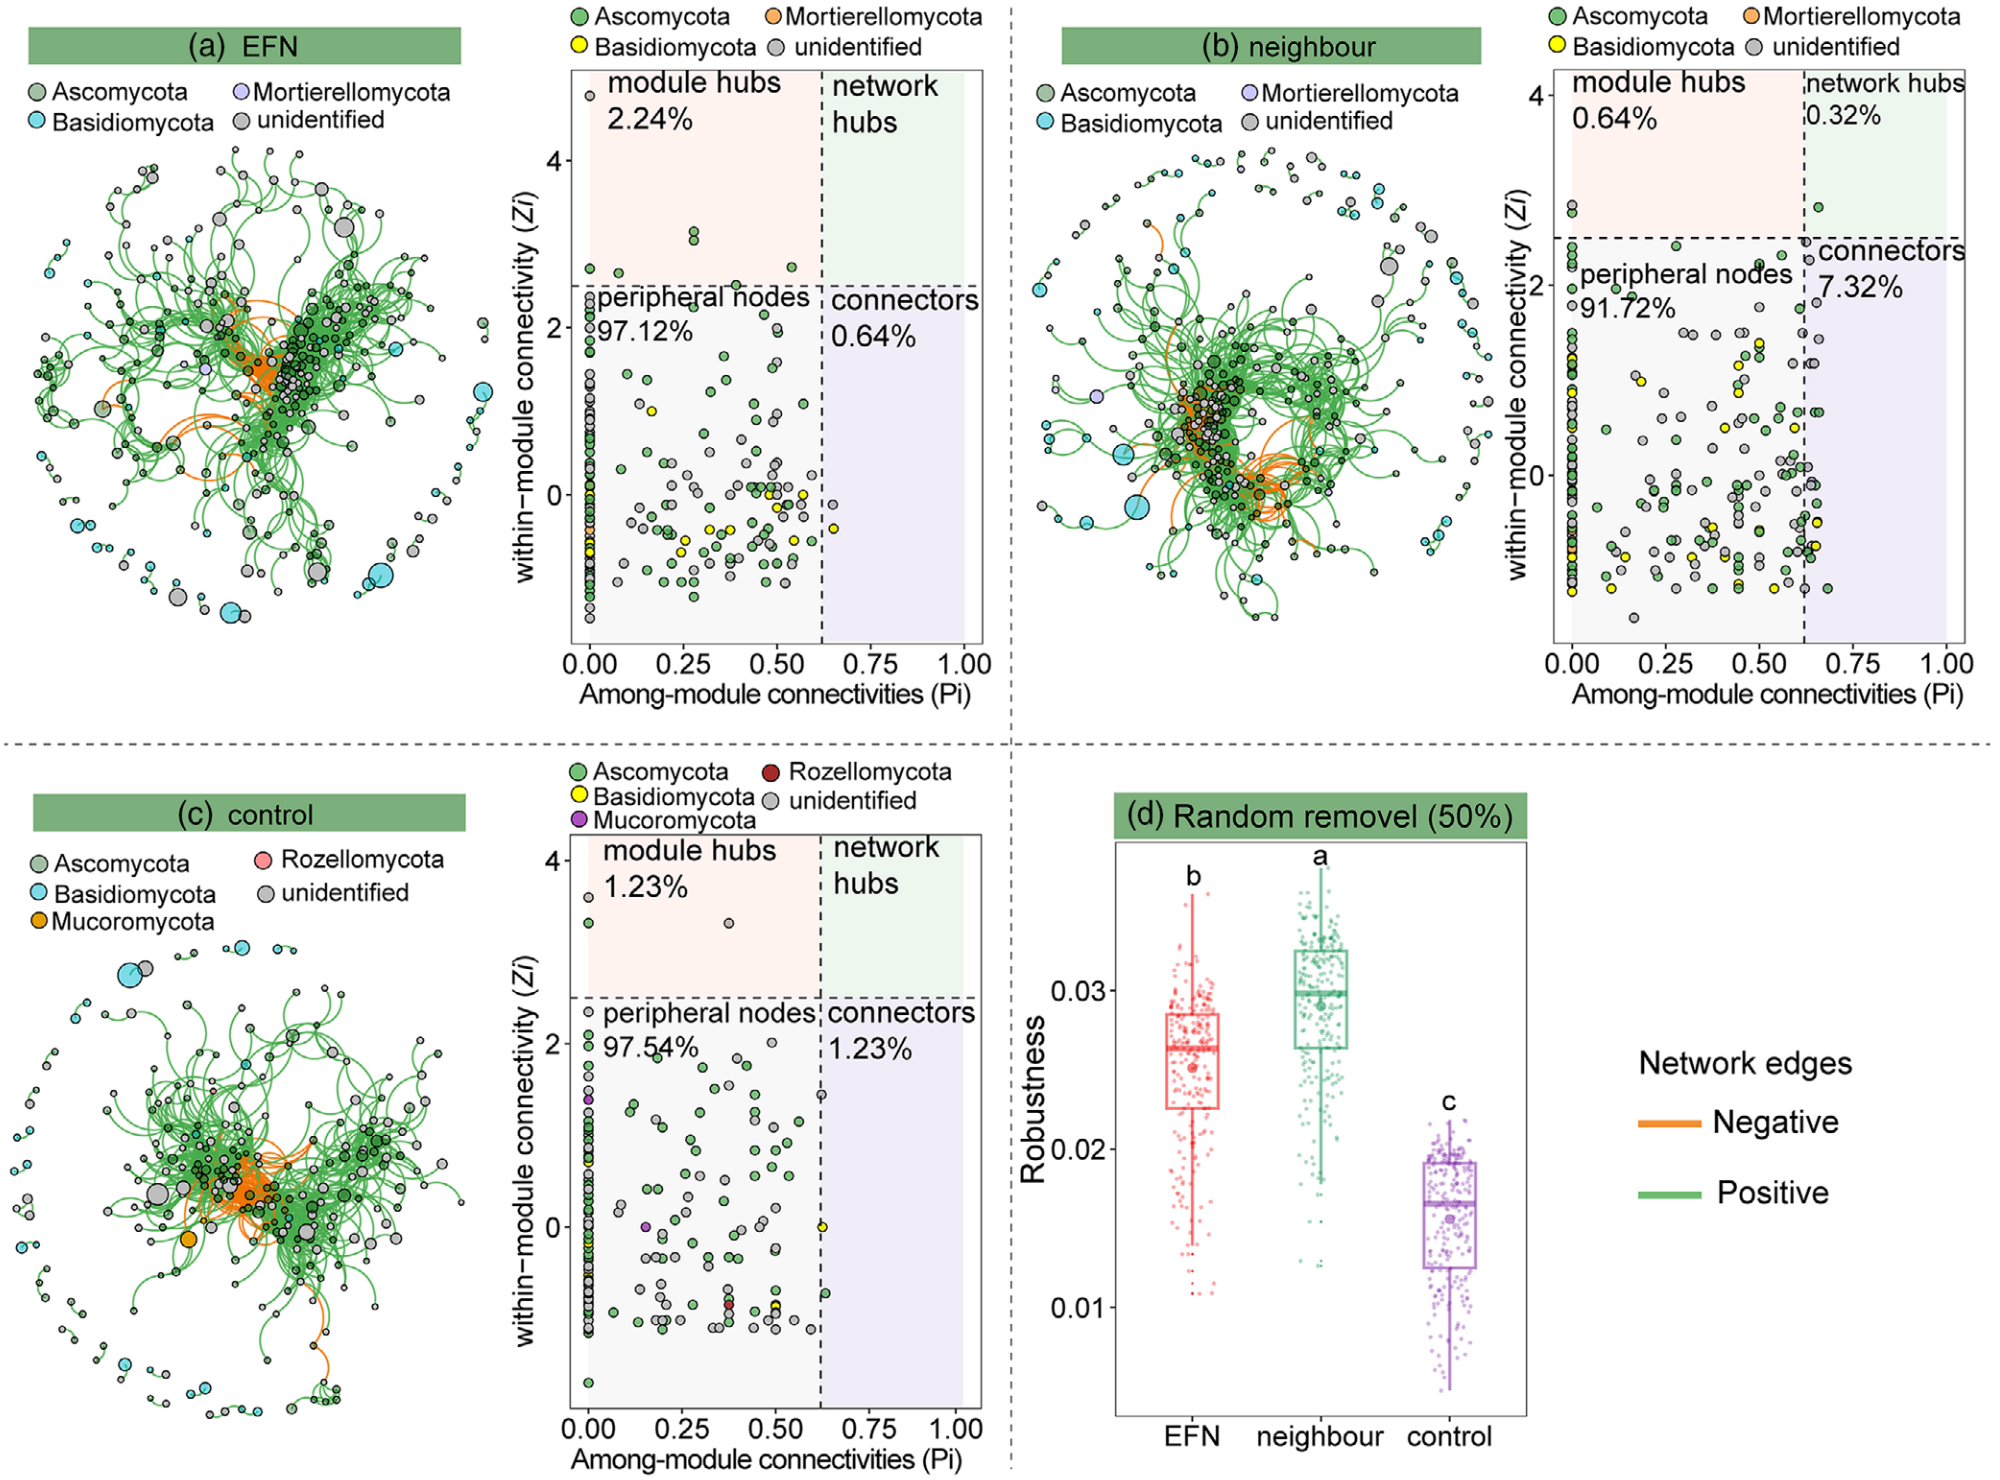 (a) EFN
Ascomycota
Mortierellomycota
Basidiomycota
unidentified
Ascomycota
Mortierellomycota
Basidiomycota
unidentified
module hubs
2.24%
network
hubs
peripheral nodes
97.12%
connectors
0.64%
4
2
0
within−module connectivity (Zi)
0.00 0.25 0.50 0.75 1.00
Among-module connectivities (Pi)
(b) neighbour
Ascomycota
Mortierellomycota
Basidiomycota
unidentified
Ascomycota
Mortierellomycota
Basidiomycota
unidentified
module hubs
0.64%
network hubs
0.32%
peripheral nodes
91.72%
connectors
7.32%
4
2
0
within−module connectivity (Zi)
0.00 0.25 0.50 0.75 1.00
Among-module connectivities (Pi)
(c) control
Ascomycota
Rozellomycota
Basidiomycota
unidentified
Mucoromycota
Ascomycota
Rozellomycota
Basidiomycota
unidentified
Mucoromycota
module hubs
1.23%
network
hubs
peripheral nodes
97.54%
connectors
1.23%
4
2
0
within−module connectivity (Zi)
0.00 0.25 0.50 0.75 1.00
Among-module connectivities (Pi)
(d) Random removel (50%)
b
a
c
0.03
0.02
0.01
Robustness
EFN neighbour control
Network edges
Negative
Positive